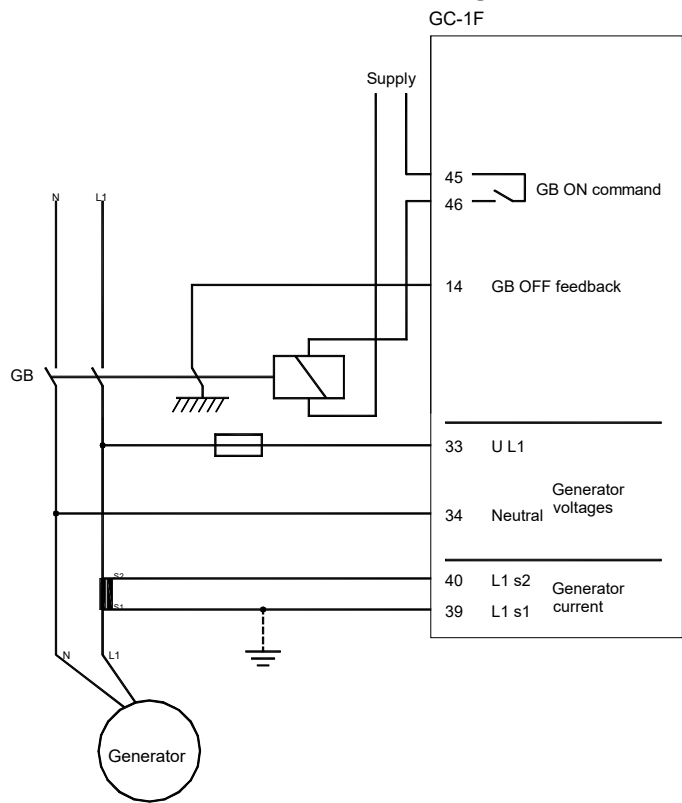 GC-1F
Supply
45
GB ON command
46
N L1
14 GB OFF feedback
GB
33 U L1
Generator
voltages
34 Neutral
S2
40 L1 s2
Generator
current
S1
39 L1 s1
N L1
Generator